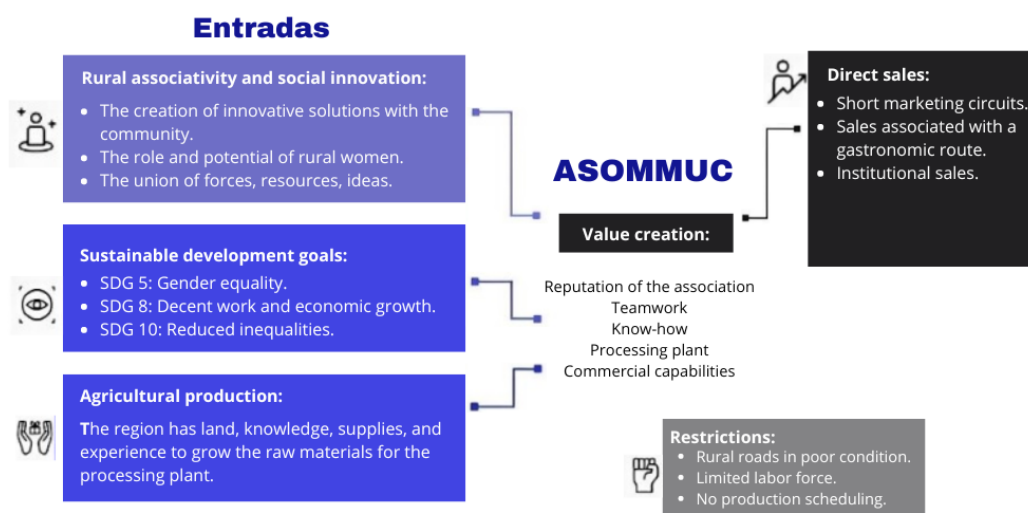 Entradas
Rural associativity and social innovation:
• The creation of innovative solutions with the
community.
• The role and potential of rural women.
• The union of forces, resources, ideas.
Sustainable development goals:
• SDG 5: Gender equality.
• SDG 8: Decent work and economic growth.
• SDG 10: Reduced inequalities.
Agricultural production:
The region has land, knowledge, supplies, and
experience to grow the raw materials for the
processing plant.
ASOMMUC
Value creation:
Reputation of the association
Teamwork
Know-how
Processing plant
Commercial capabilities
Direct sales:
• Short marketing circuits.
• Sales associated with a
gastronomic route.
• Institutional sales.
Restrictions:
• Rural roads in poor condition.
• Limited labor force.
• No production scheduling.